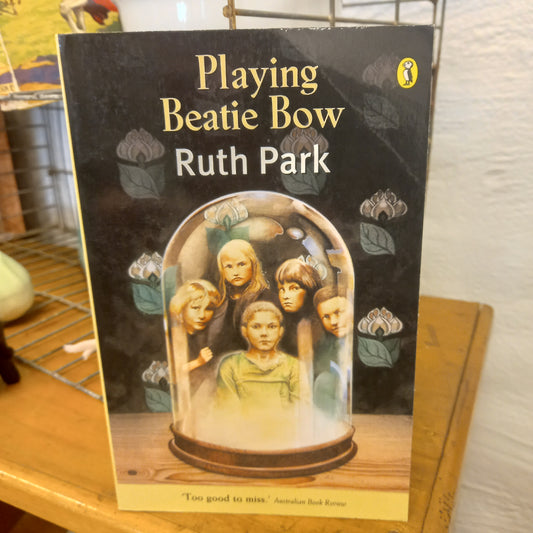 Playing
Beatie Bow
Ruth Park
'Too good to miss.' Australian Book Review